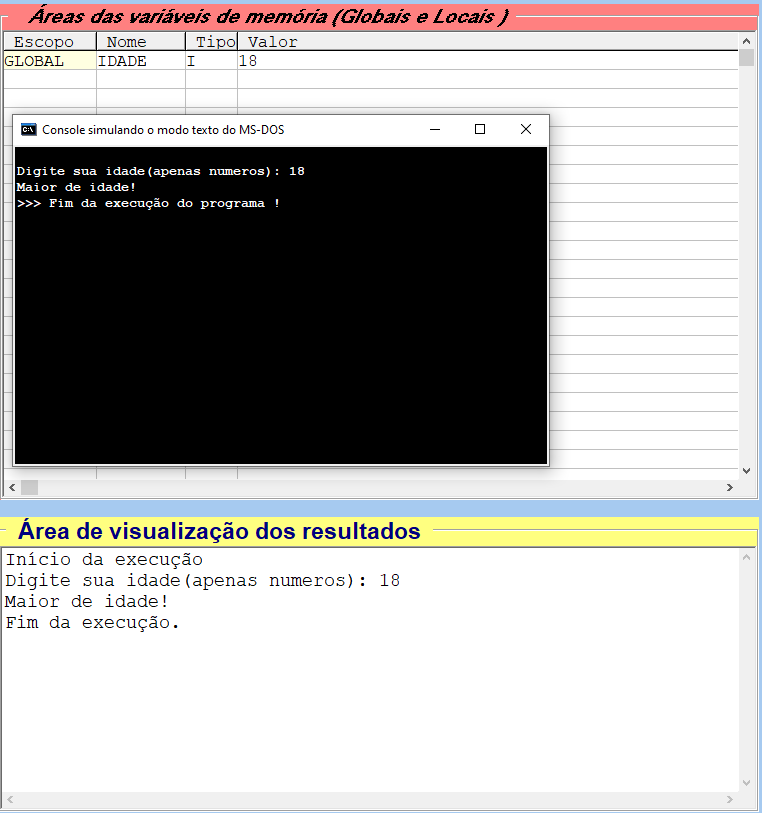 Áreas das variáveis de memória (Globais e Locais )
Escopo Nome Tipo Valor
GLOBAL IDADE I 18
Console simulando o modo texto do MS-DOS
Digite sua idade(apenas numeros): 18
Maior de idade!
>>> Fim da execução do programa !
Área de visualização dos resultados
Início da execução
Digite sua idade(apenas numeros): 18
Maior de idade!
Fim da execução.